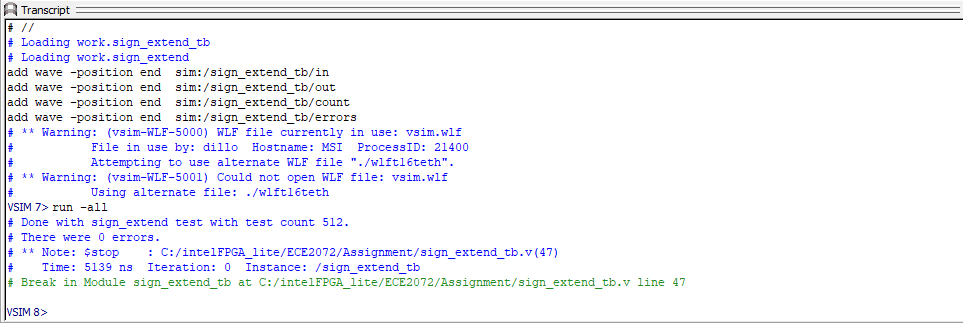 Transcript
# //
# Loading work.sign_extend_tb
# Loading work.sign_extend
add wave -position end  sim:/sign_extend_tb/in
add wave -position end  sim:/sign_extend_tb/out
add wave -position end  sim:/sign_extend_tb/count
add wave -position end  sim:/sign_extend_tb/errors
# ** Warning: (vsim-WLF-5000) WLF file currently in use: vsim.wlf
#           File in use by: dillo  Hostname: MSI  ProcessID: 21400
#           Attempting to use alternate WLF file "./wlft16teth".
# ** Warning: (vsim-WLF-5001) Could not open WLF file: vsim.wlf
#           Using alternate file: ./wlft16teth
VSIM 7> run -all
# Done with sign_extend test with test count 512.
# There were 0 errors.
# ** Note: $stop    : C:/intelFPGA_lite/ECE2072/Assignment/sign_extend_tb.v(47)
#    Time: 5139 ns  Iteration: 0  Instance: /sign_extend_tb
# Break in Module sign_extend_tb at C:/intelFPGA_lite/ECE2072/Assignment/sign_extend_tb.v line 47
VSIM 8>